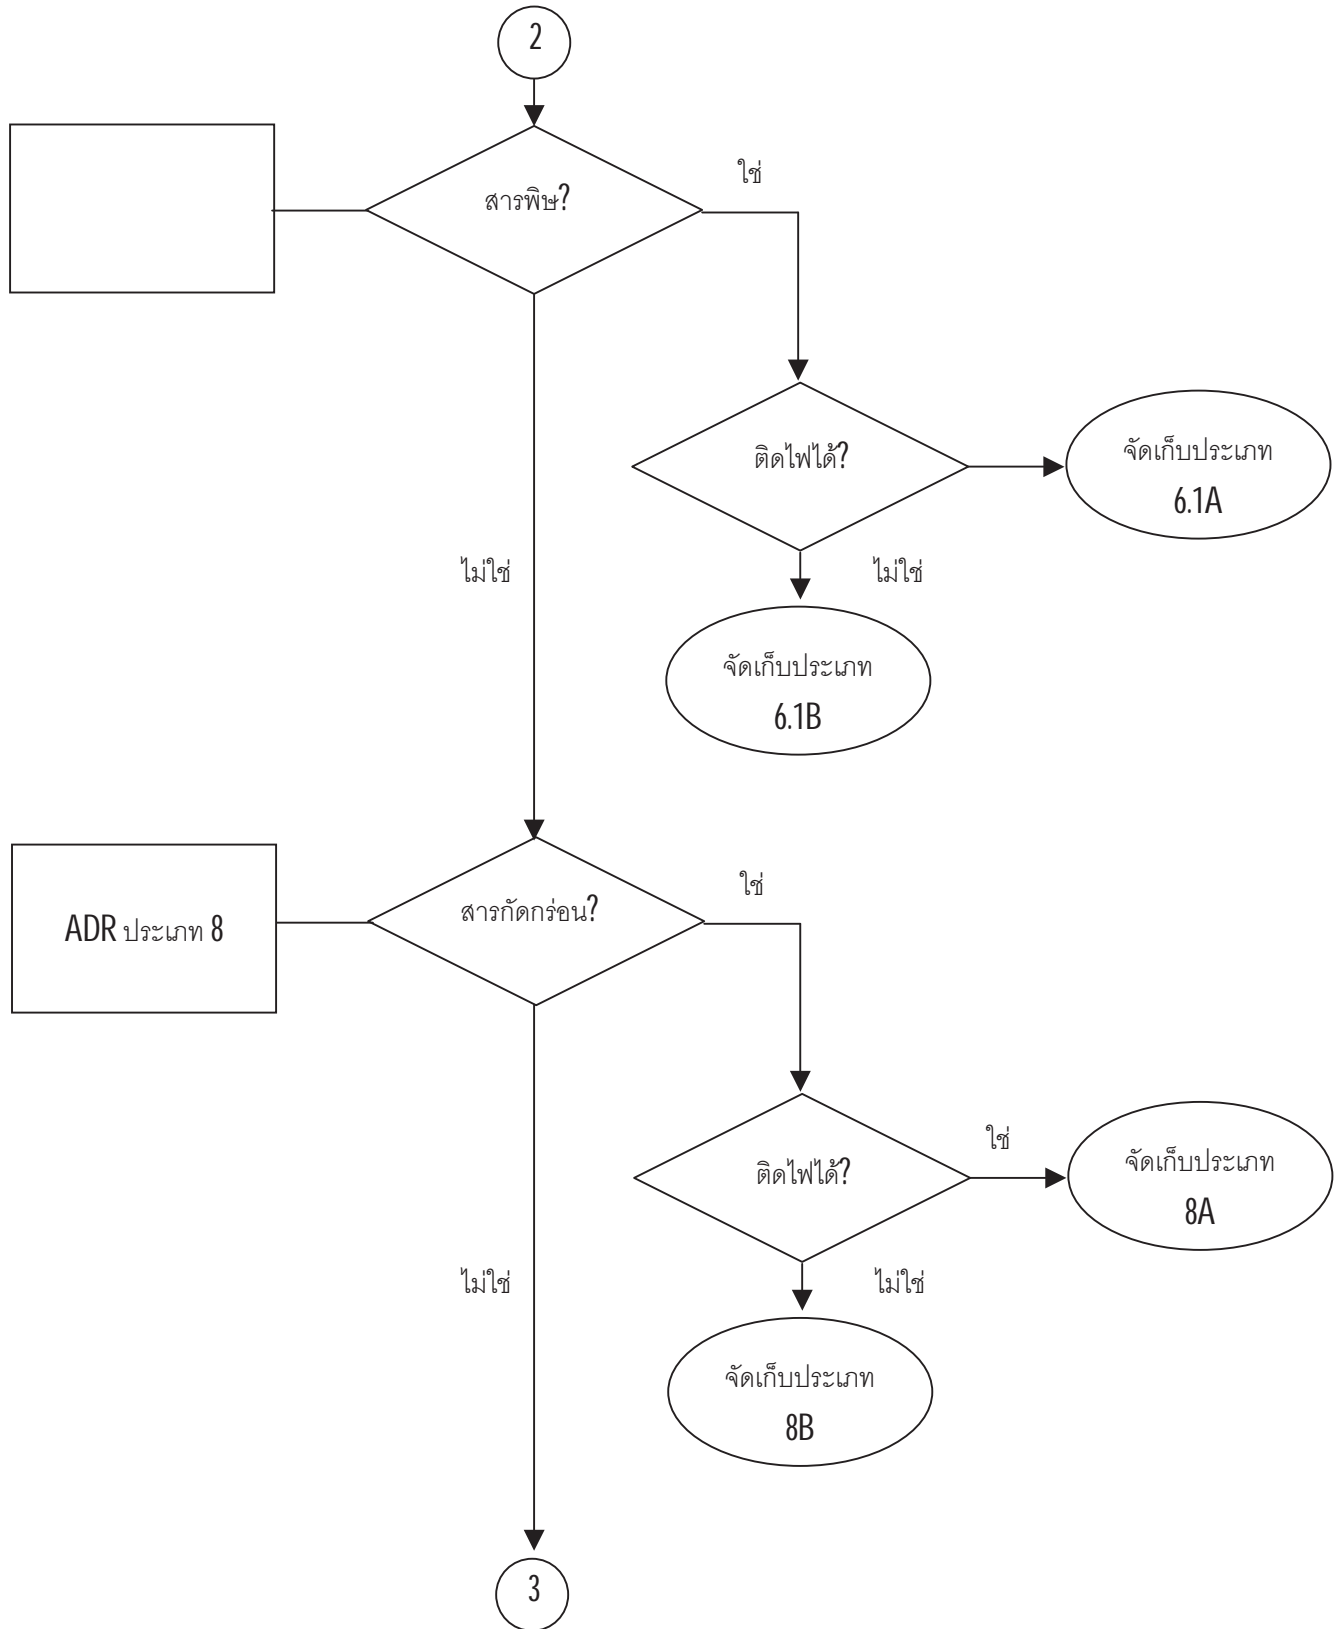 2
สารพิษ?
ใช่
ติดไฟได้?
จัดเก็บประเภท
6.1A
ไม่ใช่
ไม่ใช่
จัดเก็บประเภท
6.1B
ADR ประเภท 8
สารกัดกร่อน?
ใช่
ติดไฟได้?
ใช่
จัดเก็บประเภท
8A
ไม่ใช่
ไม่ใช่
จัดเก็บประเภท
8B
3